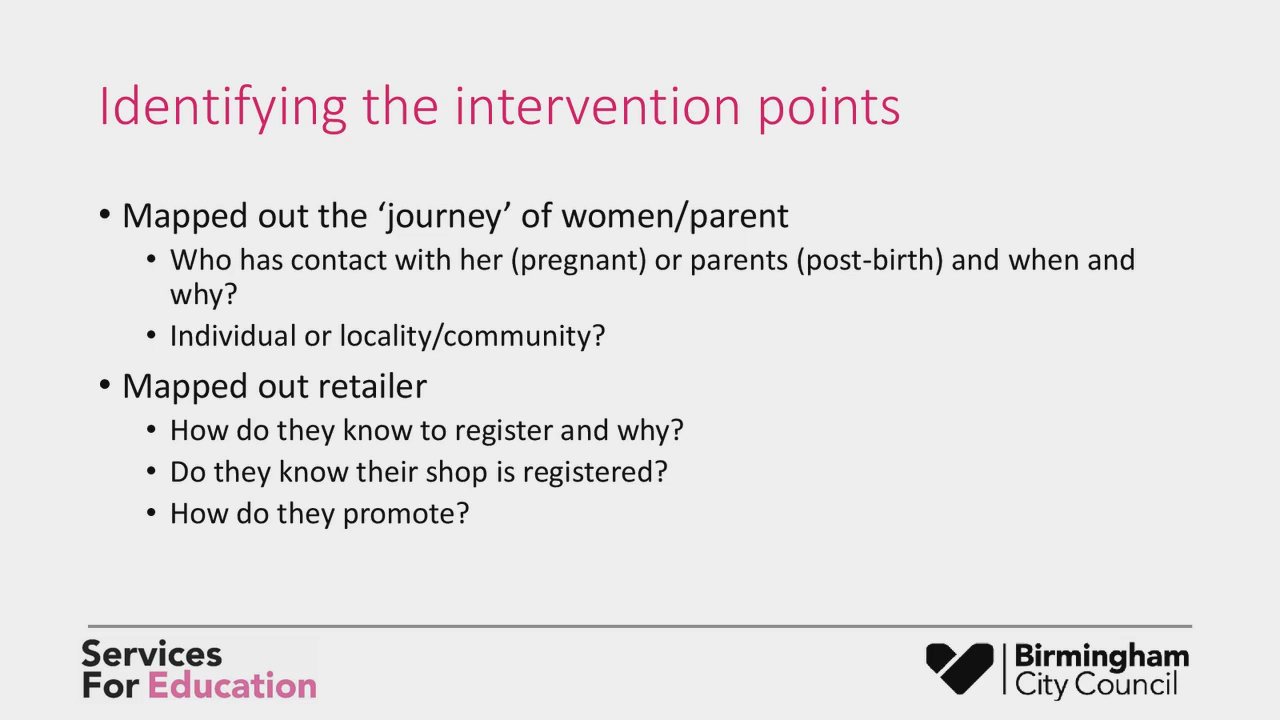 Identifying the intervention points
• Mapped out the ‘journey’ of women/parent
• Who has contact with her (pregnant) or parents (post-birth) and when and
why?
• Individual or locality/community?
• Mapped out retailer
• How do they know to register and why?
• Do they know their shop is registered?
• How do they promote?
Services
For Education
Birmingham
City Council